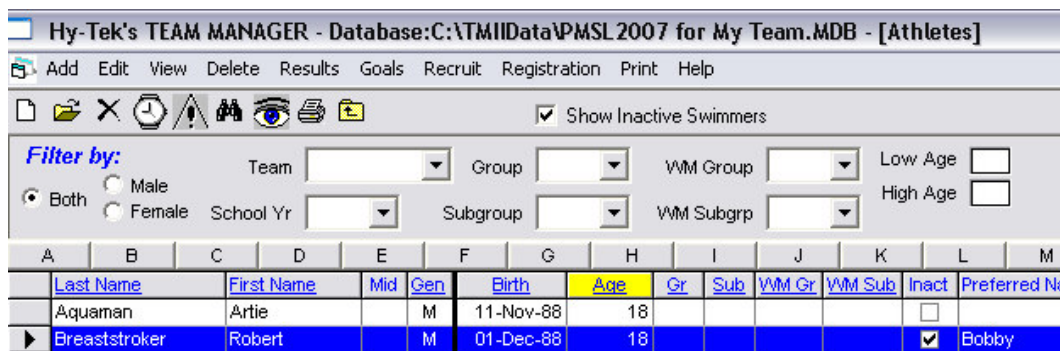 Hy-Tek's TEAM MANAGER - Database:C:\TMIIData\PMSL2007 for My Team.MDB - [Athletes]
Add Edit View Delete Results Goals Recruit Registration Print Help
Show Inactive Swimmers
Filter by: Team Group WM Group Low Age
Both Male
Female School Yr Subgroup WM Subgrp High Age
A B C D E F G H I J K L M
Last Name First Name Mid Gen Birth Age Gr Sub WM Gr WM Sub Inact Preferred Na
Aquaman Artie M 11-Nov-88 18
Breaststroker Robert M 01-Dec-88 18 Bobby